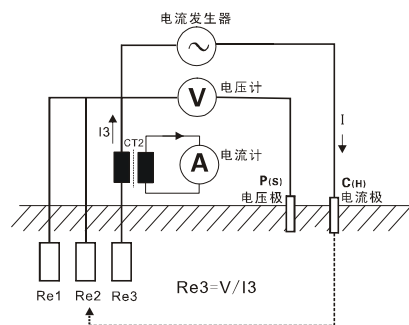 电流发生器
V
电压计
I3
CT2
A
电流计
I
P(S)
电压极
C(H)
电流极
Re1
Re2
Re3
Re3=V/I3